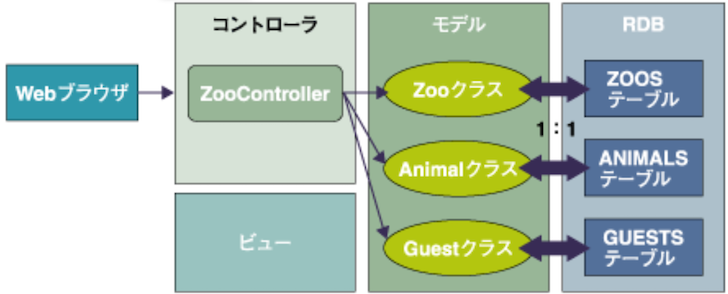 コントローラ
モデル
RDB
Webブラウザ
ZooController
Zooクラス
ZOOS
テーブル
1：1
Animalクラス
ANIMALS
テーブル
ビュー
Guestクラス
GUESTS
テーブル